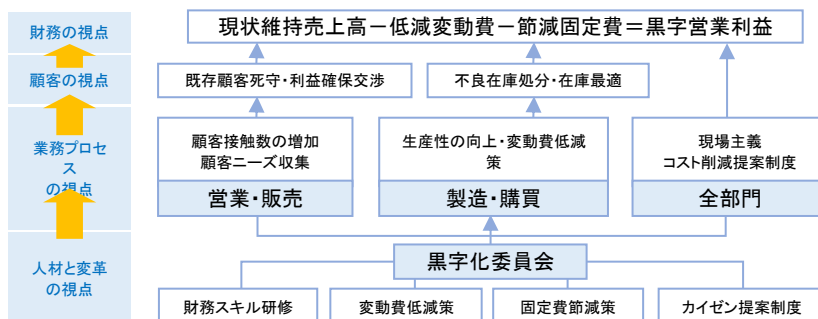 財務の視点
現状維持売上高－低減変動費－節減固定費＝黒字営業利益
顧客の視点
既存顧客死守・利益確保交渉
不良在庫処分・在庫最適
業務プロセ
ス
の視点
顧客接触数の増加
顧客ニーズ収集
営業・販売
生産性の向上・変動費低減
策
製造・購買
現場主義
コスト削減提案制度
全部門
人材と変革
の視点
黒字化委員会
財務スキル研修
変動費低減策
固定費節減策
カイゼン提案制度